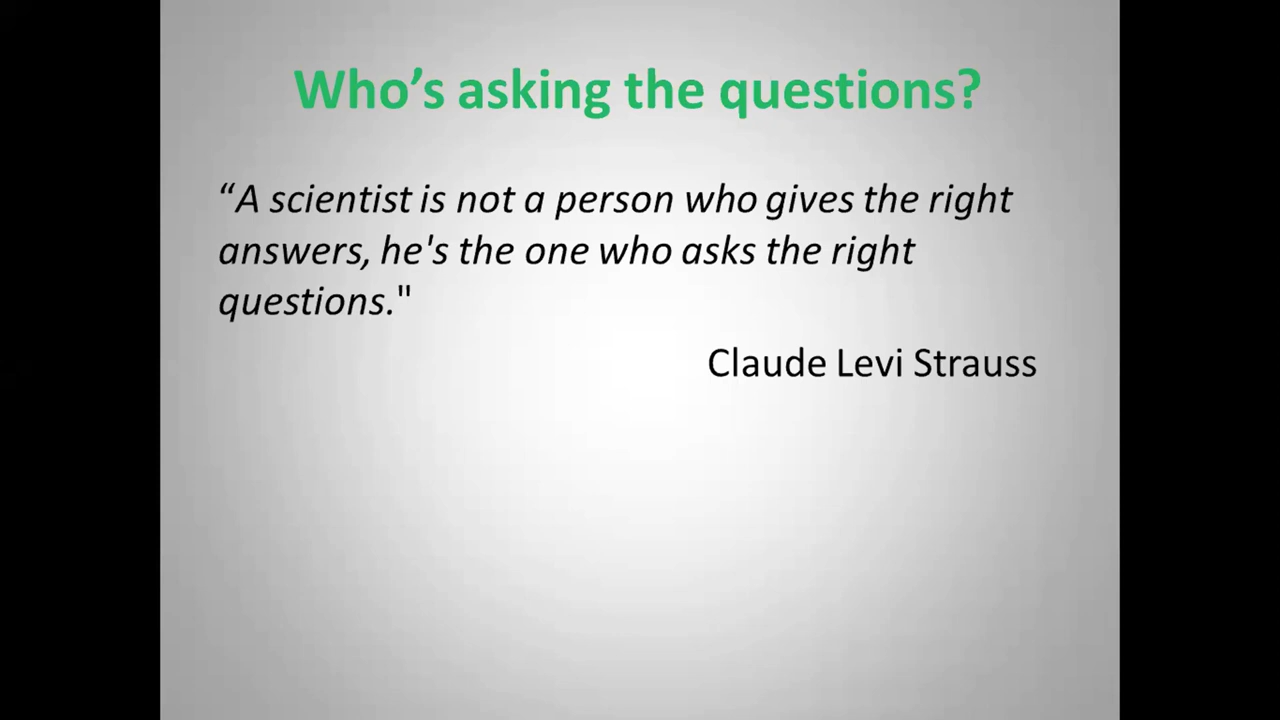 Who’s asking the questions?
“A scientist is not a person who gives the right
answers, he's the one who asks the right
questions."
Claude Levi Strauss